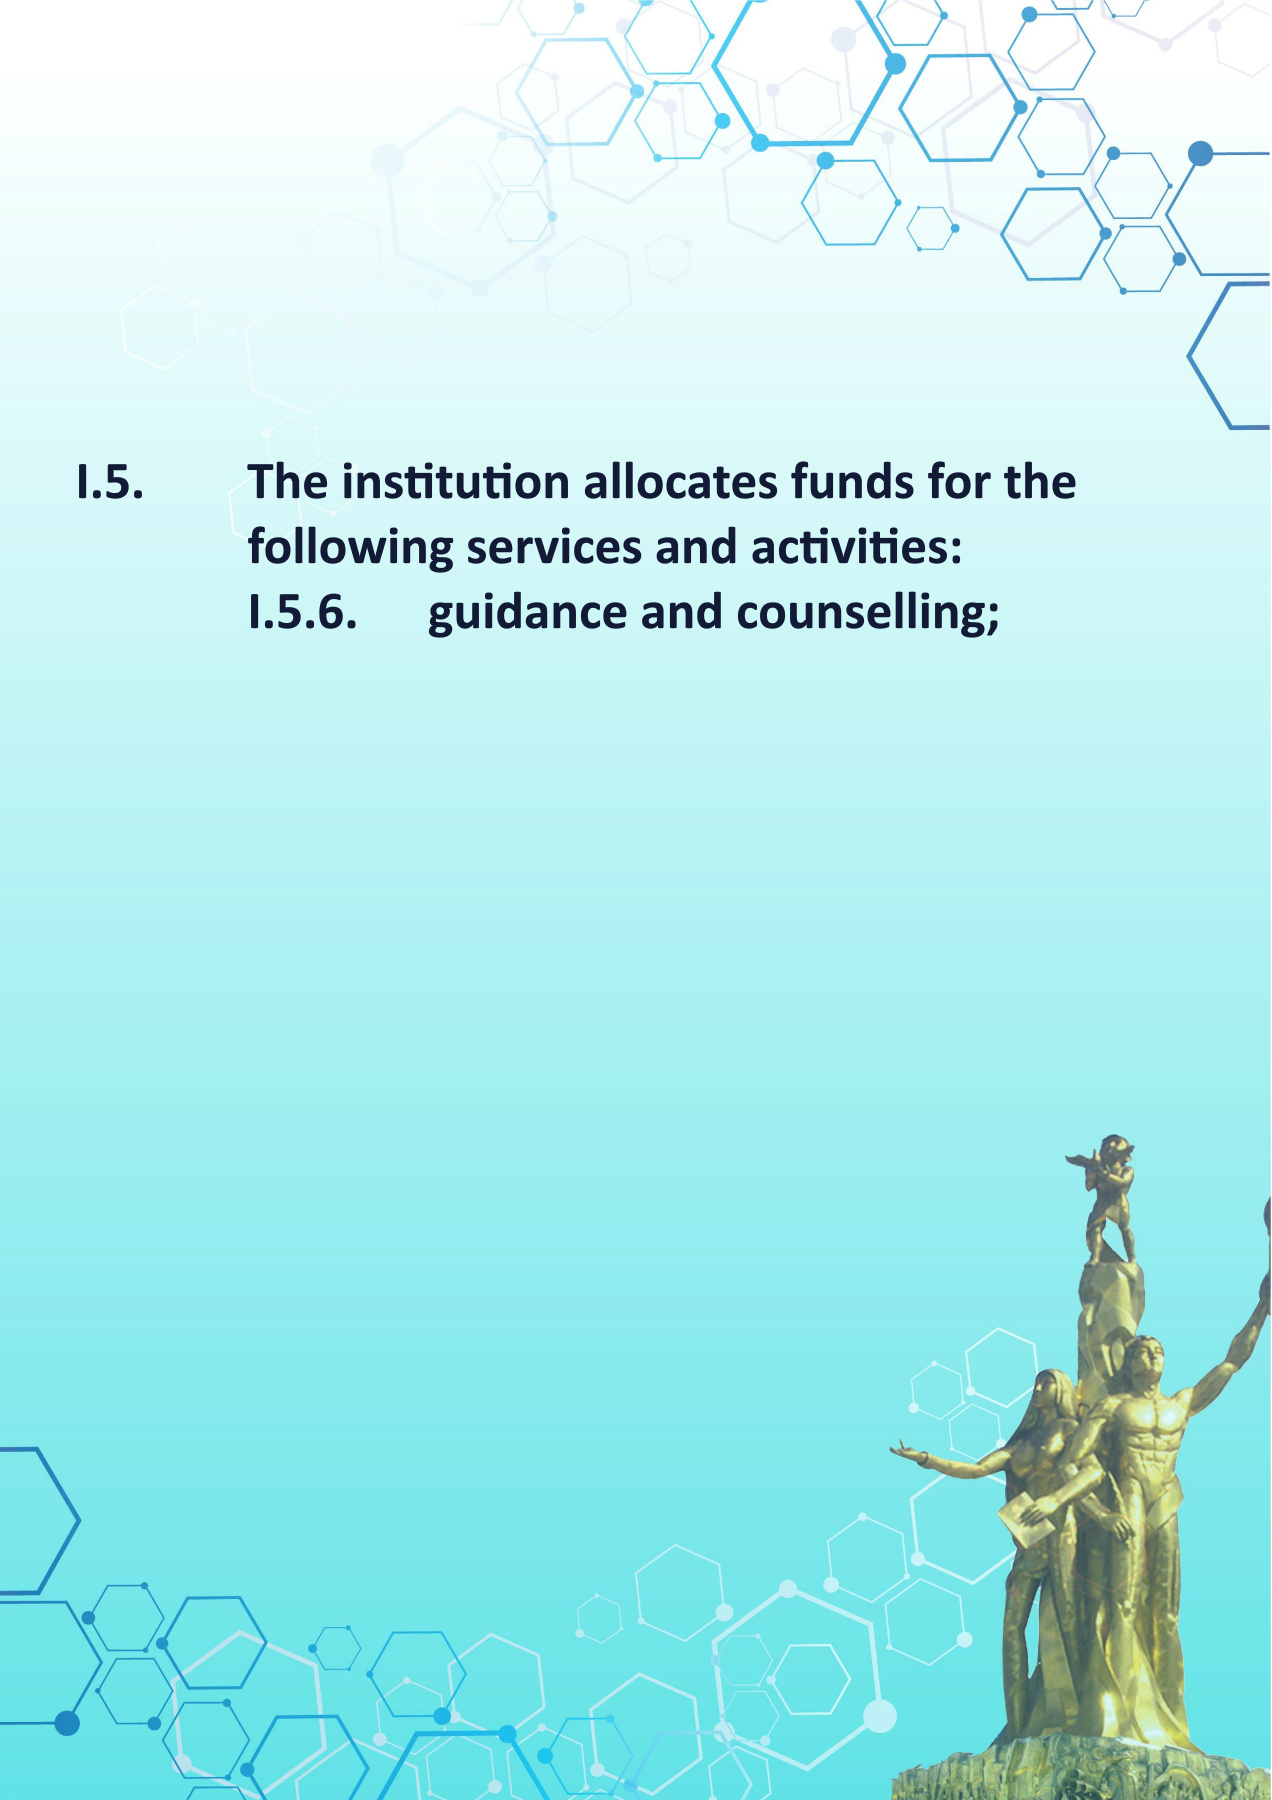 I.5. The institution allocates funds for the
following services and activities:
I.5.6. guidance and counselling;